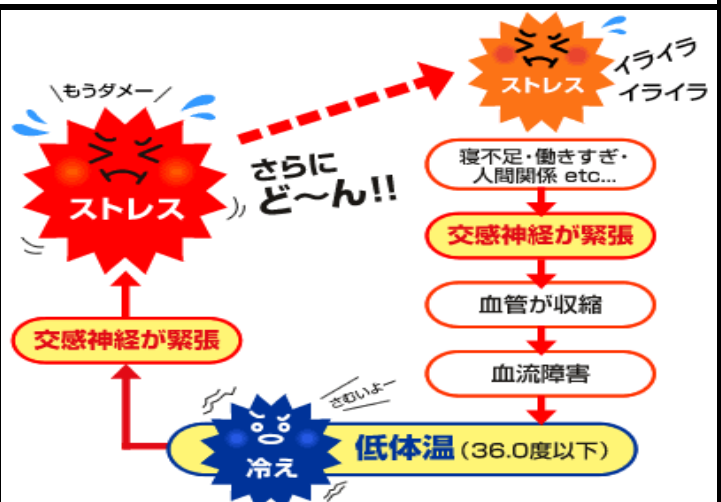 ストレス
イライラ
イライラ
寝不足・働きすぎ・
人間関係 etc...
交感神経が緊張
血管が収縮
血流障害
低体温(36.0度以下)
さむいよー
冷え
交感神経が緊張
\もうダメー/
ストレス
さらに
ど〜ん!!